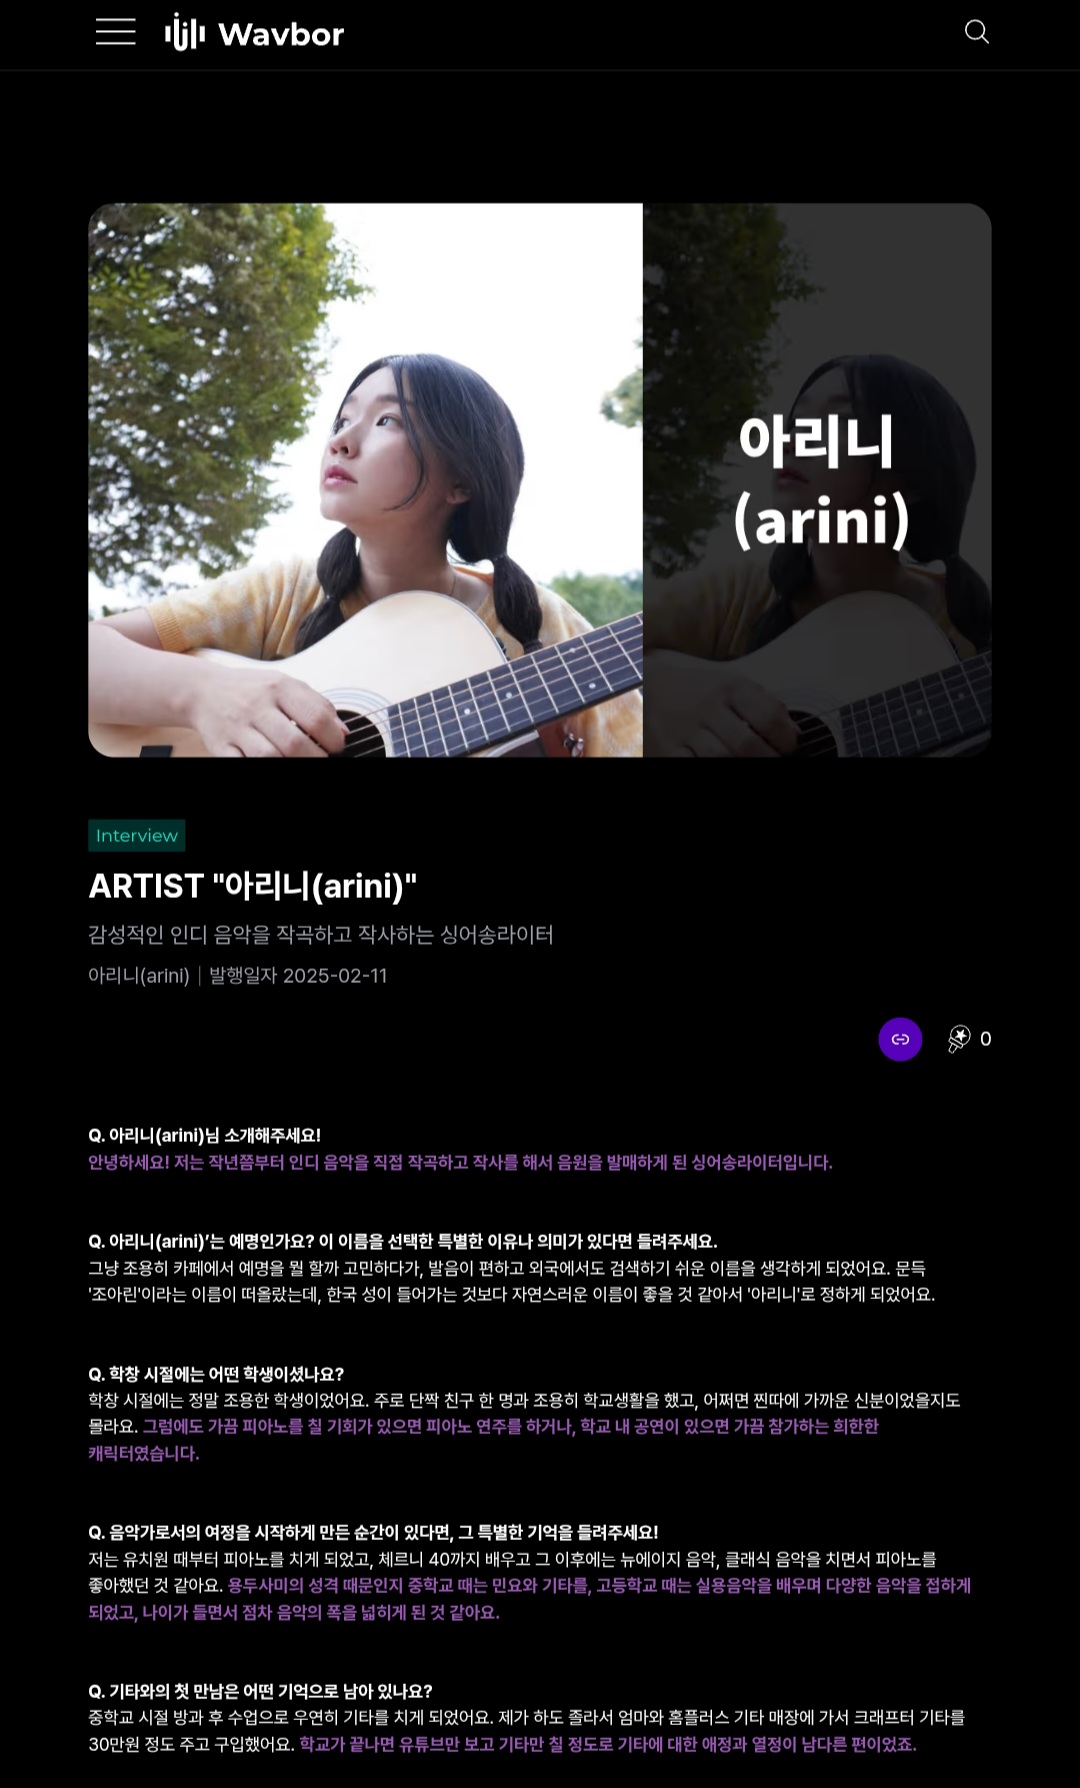 Wavbor
아리니
(arini)
Interview
ARTIST "아리니(arini)"
감성적인 인디 음악을 작곡하고 작사하는 싱어송라이터
아리니(arini) | 발행일자 2025-02-11
0
Q. 아리니(arini)님 소개해주세요!
안녕하세요! 저는 작년쯤부터 인디 음악을 직접 작곡하고 작사를 해서 음원을 발매하게 된 싱어송라이터입니다.
Q. 아리니(arini)’는 예명인가요? 이 이름을 선택한 특별한 이유나 의미가 있다면 들려주세요.
그냥 조용히 카페에서 예명을 뭘 할까 고민하다가, 발음이 편하고 외국에서도 검색하기 쉬운 이름을 생각하게 되었어요. 문득
'조아린'이라는 이름이 떠올랐는데, 한국 성이 들어가는 것보다 자연스러운 이름이 좋을 것 같아서 '아리니'로 정하게 되었어요.
Q. 학창 시절에는 어떤 학생이셨나요?
학창 시절에는 정말 조용한 학생이었어요. 주로 단짝 친구 한 명과 조용히 학교생활을 했고, 어쩌면 찐따에 가까운 신분이었을지도
몰라요. 그럼에도 가끔 피아노를 칠 기회가 있으면 피아노 연주를 하거나, 학교 내 공연이 있으면 가끔 참가하는 희한한
캐릭터였습니다.
Q. 음악가로서의 여정을 시작하게 만든 순간이 있다면, 그 특별한 기억을 들려주세요!
저는 유치원 때부터 피아노를 치게 되었고, 체르니 40까지 배우고 그 이후에는 뉴에이지 음악, 클래식 음악을 치면서 피아노를
좋아했던 것 같아요. 용두사미의 성격 때문인지 중학교 때는 민요와 기타를, 고등학교 때는 실용음악을 배우며 다양한 음악을 접하게
되었고, 나이가 들면서 점차 음악의 폭을 넓히게 된 것 같아요.
Q. 기타와의 첫 만남은 어떤 기억으로 남아 있나요?
중학교 시절 방과 후 수업으로 우연히 기타를 치게 되었어요. 제가 하도 졸라서 엄마와 홈플러스 기타 매장에 가서 크래프터 기타를
30만원 정도 주고 구입했어요. 학교가 끝나면 유튜브만 보고 기타만 칠 정도로 기타에 대한 애정과 열정이 남다른 편이었죠.